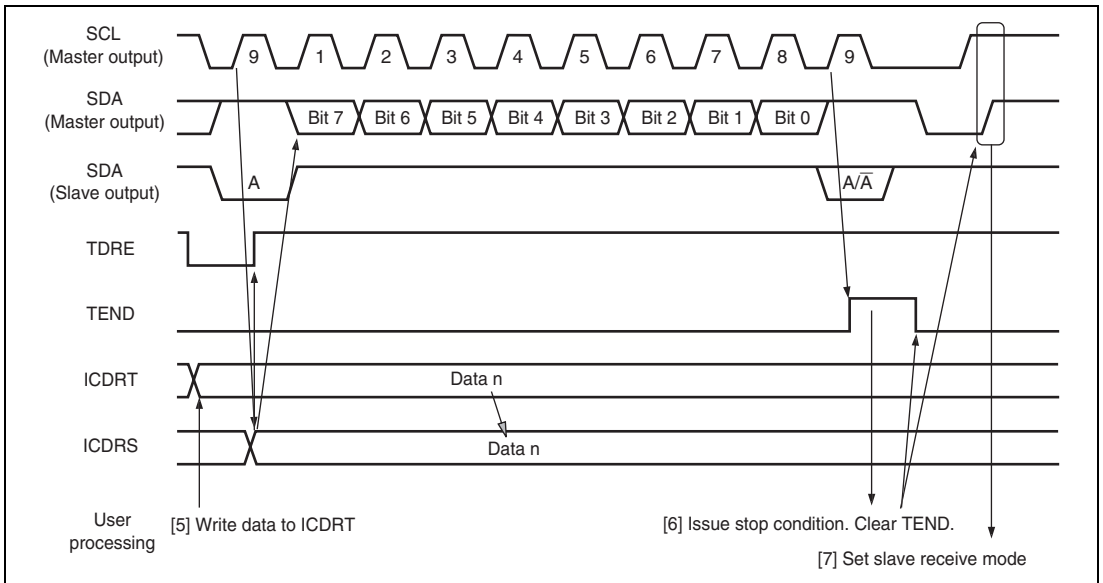 SCL
(Master output)
9 1 2 3 4 5 6 7 8 9
SDA
(Master output)
Bit 7 Bit 6 Bit 5 Bit 4 Bit 3 Bit 2 Bit 1 Bit 0
SDA
(Slave output)
A A/A̅
TDRE
TEND
ICDRT
Data n
ICDRS
Data n
User
processing
[5] Write data to ICDRT
[6] Issue stop condition. Clear TEND.
[7] Set slave receive mode